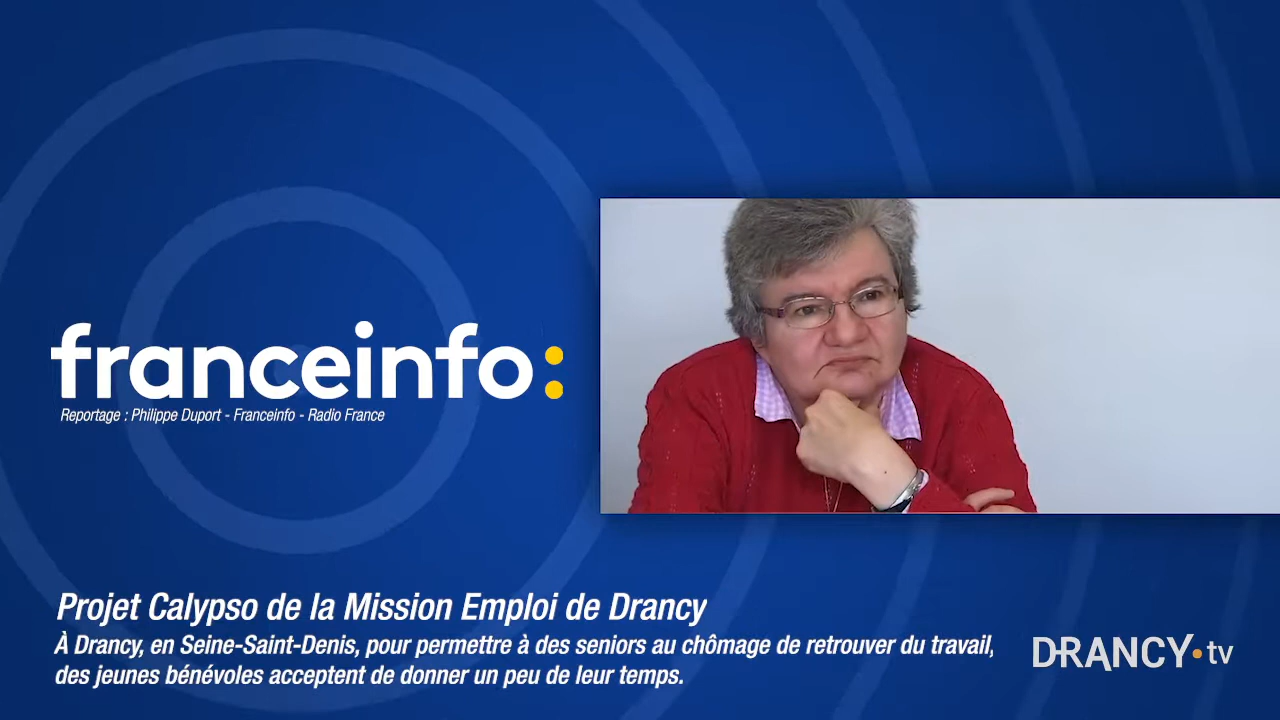 franceinfo:
Reportage : Philippe Duport - Franceinfo - Radio France
Projet Calypso de la Mission Emploi de Drancy
À Drancy, en Seine-Saint-Denis, pour permettre à des seniors au chômage de retrouver du travail,
des jeunes bénévoles acceptent de donner un peu de leur temps.
DRANCY•tv